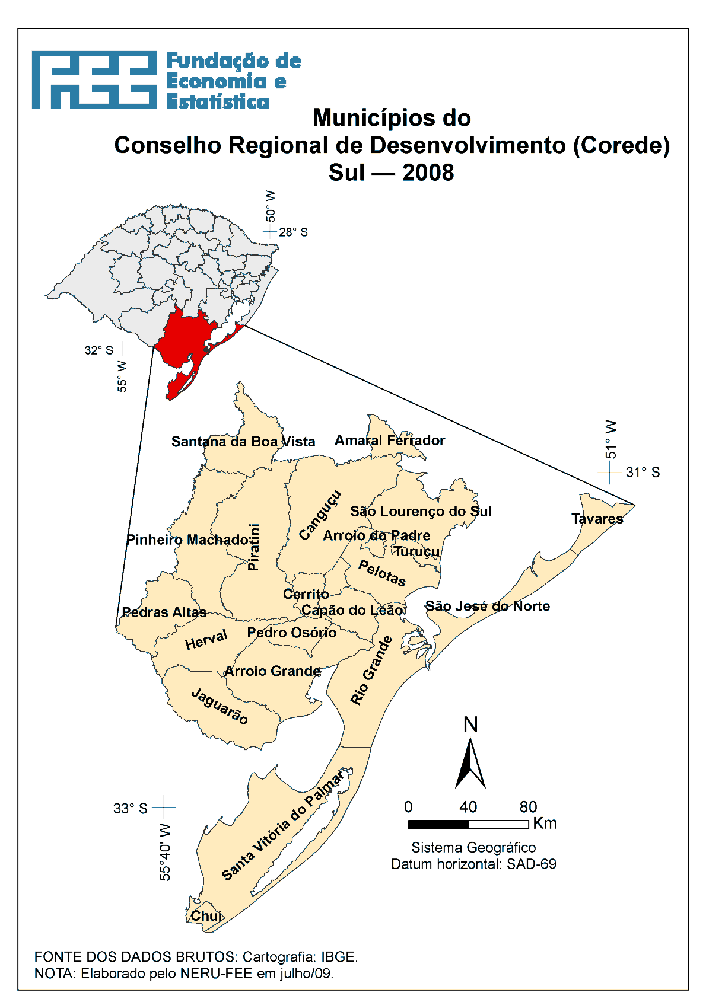 Fundação de
Economia e
Estatística
Municípios do
Conselho Regional de Desenvolvimento (Corede)
Sul — 2008
50° W
28° S
32° S
55° W
51° W
31° S
Santana da Boa Vista
Amaral Ferrador
Canguçu
São Lourenço do Sul
Tavares
Arroio do Padre
Pinheiro Machado
Piratini
Turuçu
Pelotas
Cerrito
São José do Norte
Pedras Altas
Capão do Leão
Herval
Pedro Osório
Rio Grande
Arroio Grande
Jaguarão
N
Santa Vitória do Palmar
33° S
55°40' W
0 40 80
Km
Sistema Geográfico
Datum horizontal: SAD-69
Chuí
FONTE DOS DADOS BRUTOS: Cartografia: IBGE.
NOTA: Elaborado pelo NERU-FEE em julho/09.